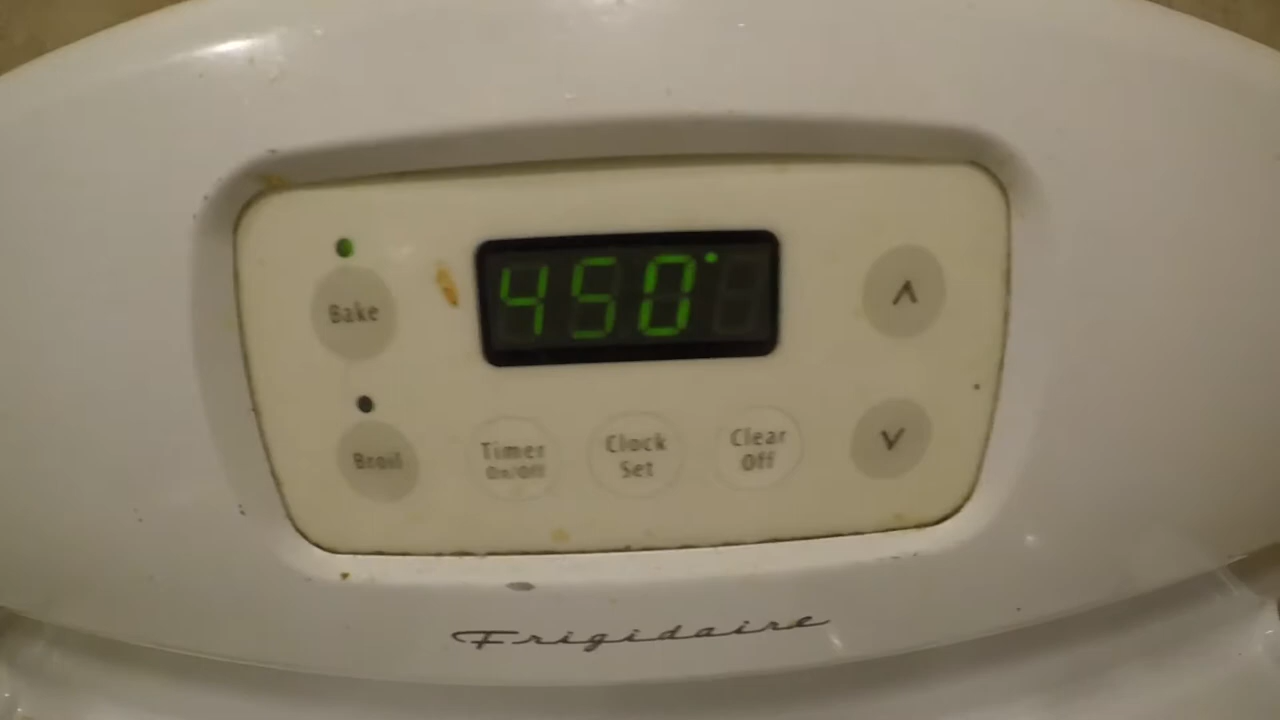 450°
Bake
Broil
Timer
On/Off
Clock
Set
Clear
Off
Frigidaire